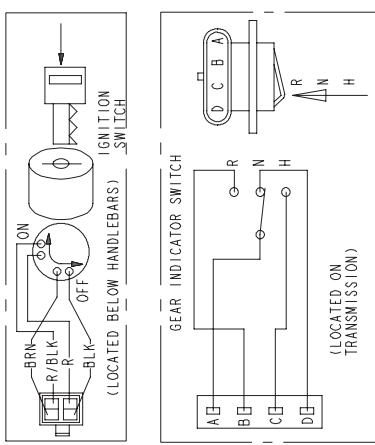 IGNITION
SWITCH
ON
OFF
(LOCATED BELOW HANDLEBARS)
BRN
R/BLK
R
BLK
D C B A
R N H
GEAR INDICATOR SWITCH
R
N
H
(LOCATED ON
TRANSMISSION)
A
B
C
D